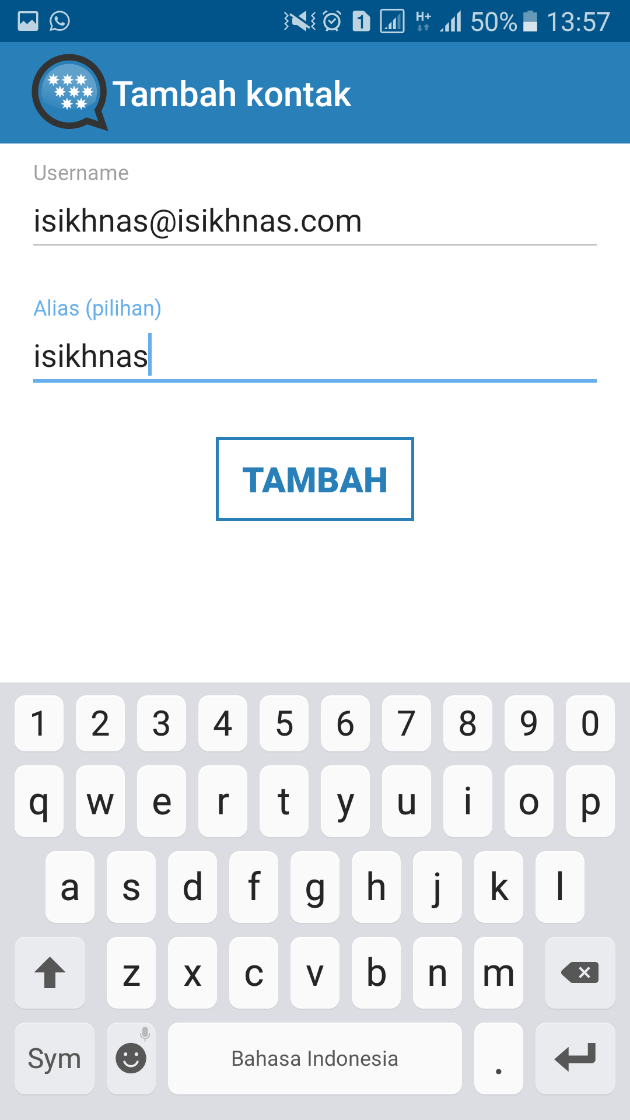 1 H+ 50% 13:57
Tambah kontak
Username
isikhnas@isikhnas.com
Alias (pilihan)
isikhnas
TAMBAH
1 2 3 4 5 6 7 8 9 0
q w e r t y u i o p
a s d f g h j k l
z x c v b n m
Sym Bahasa Indonesia .